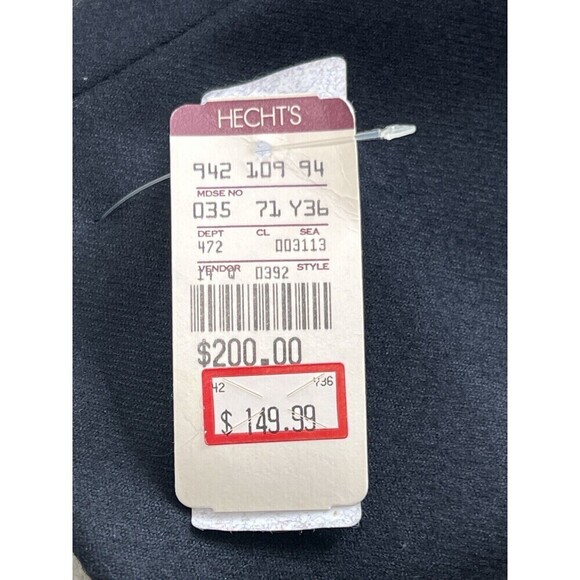 HECHT'S
942 109 94
MDSE NO
035 71 Y36
DEPT CL SEA
472 003113
VENDOR STYLE
14 Q 0392
$200.00
42 Y36
$ 149.99